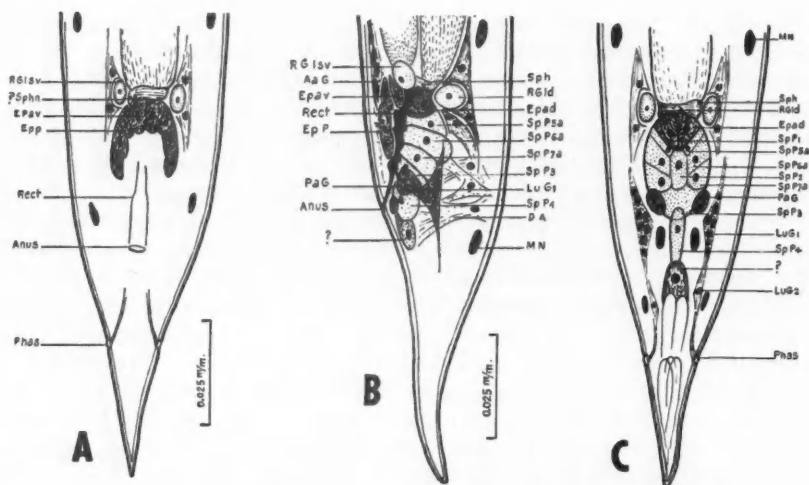 RGlsv
?Sphn
EPav
Epp
Rect
Anus
Phas
0.025 m/m.
A
RGlsv
AaG
Epav
EpP
Rect
PaG
Anus
?
Sph
RGld
Epad
SpP5a
SpP6a
SpP7a
SpP3
LuG1
SpP4
DA
MN
0.025 m/m.
B
MN
Sph
RGld
Epad
SpP1
SpP5a
SpP6a
SpP2
SpP7a
PaG
SpP3
LuG1
SpP4
?
LuG2
Phas
C